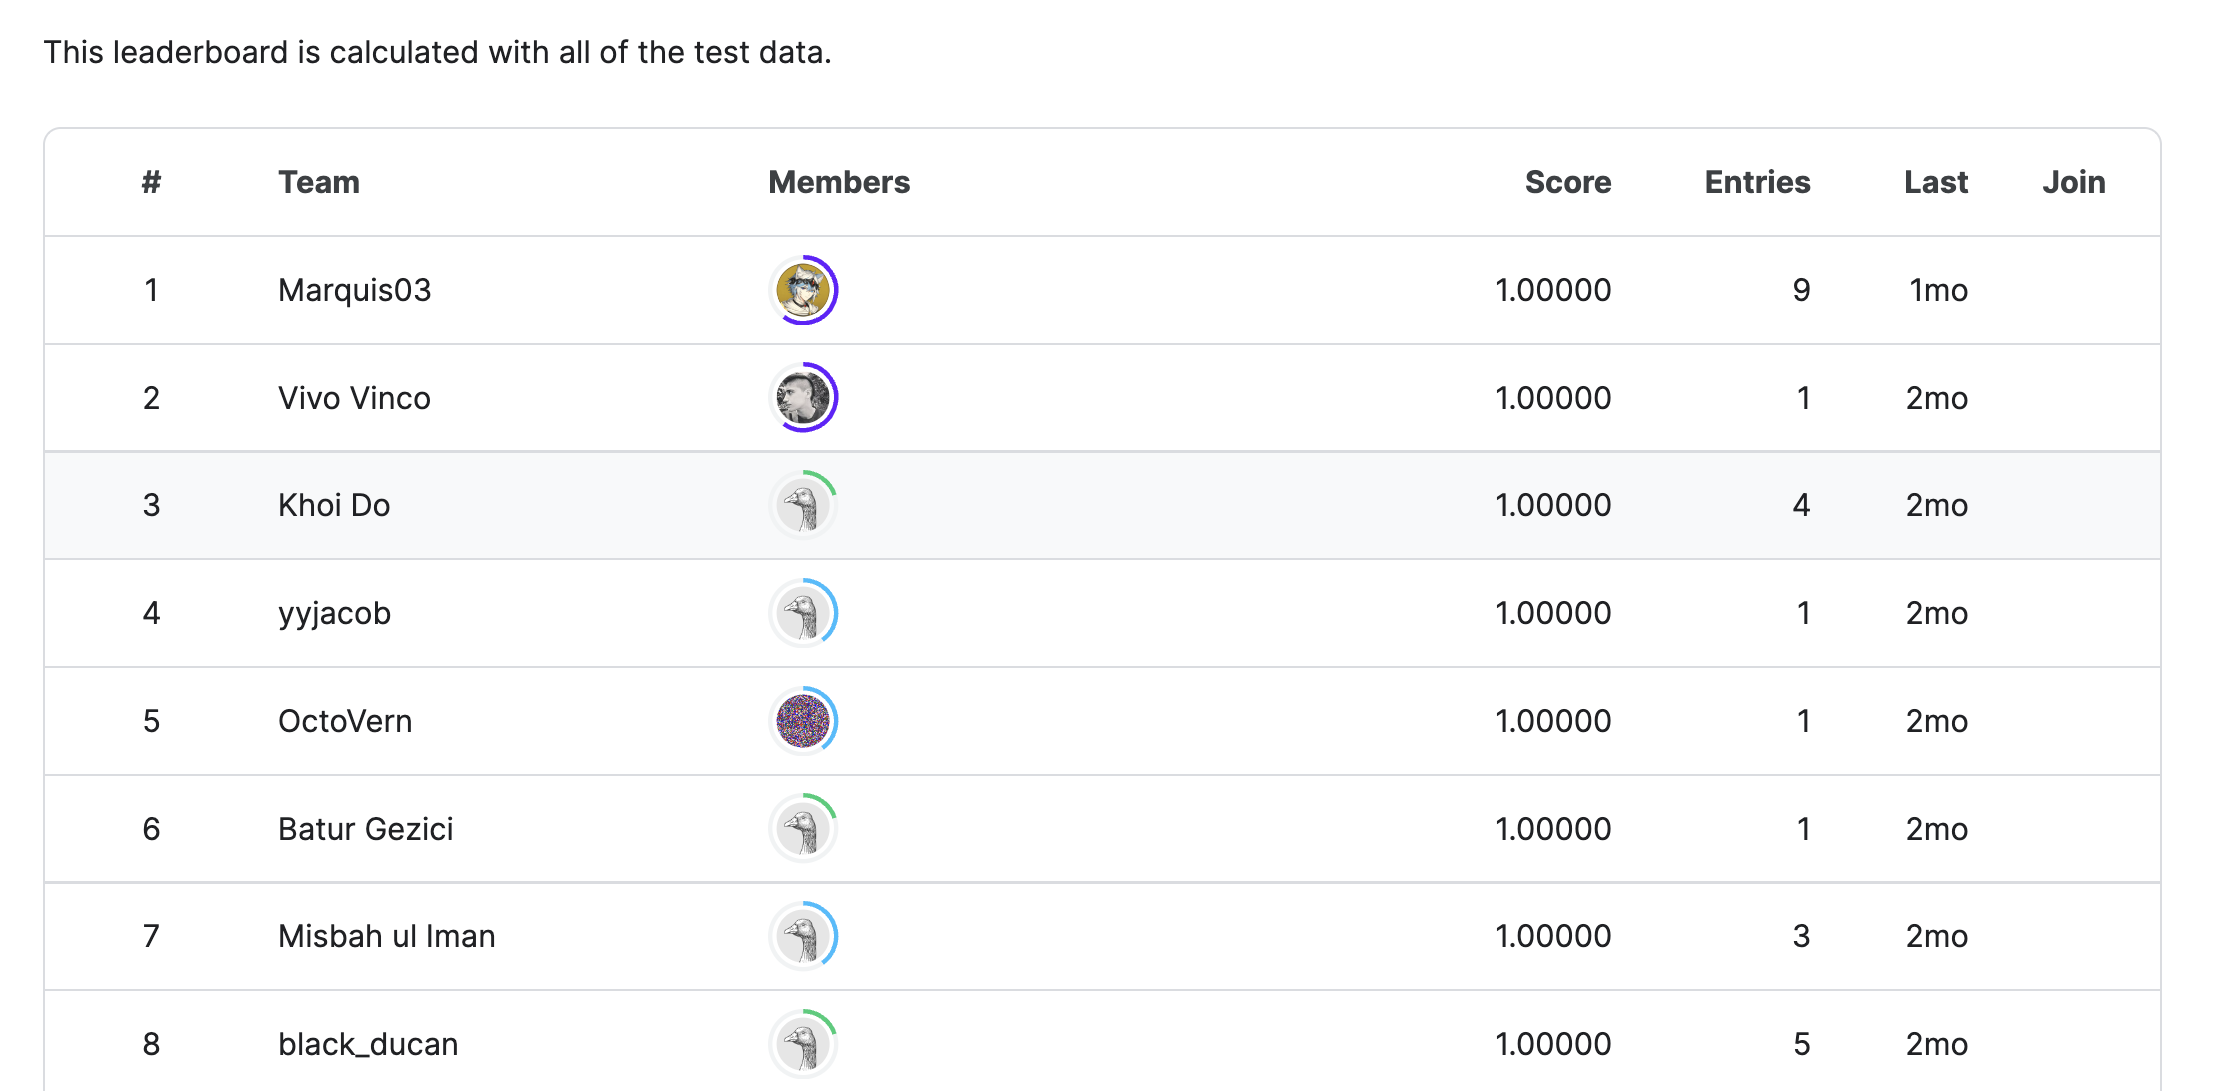 This leaderboard is calculated with all of the test data.
# Team Members Score Entries Last Join
1 Marquis03 1.00000 9 1mo
2 Vivo Vinco 1.00000 1 2mo
3 Khoi Do 1.00000 4 2mo
4 yyjacob 1.00000 1 2mo
5 OctoVern 1.00000 1 2mo
6 Batur Gezici 1.00000 1 2mo
7 Misbah ul Iman 1.00000 3 2mo
8 black_ducan 1.00000 5 2mo